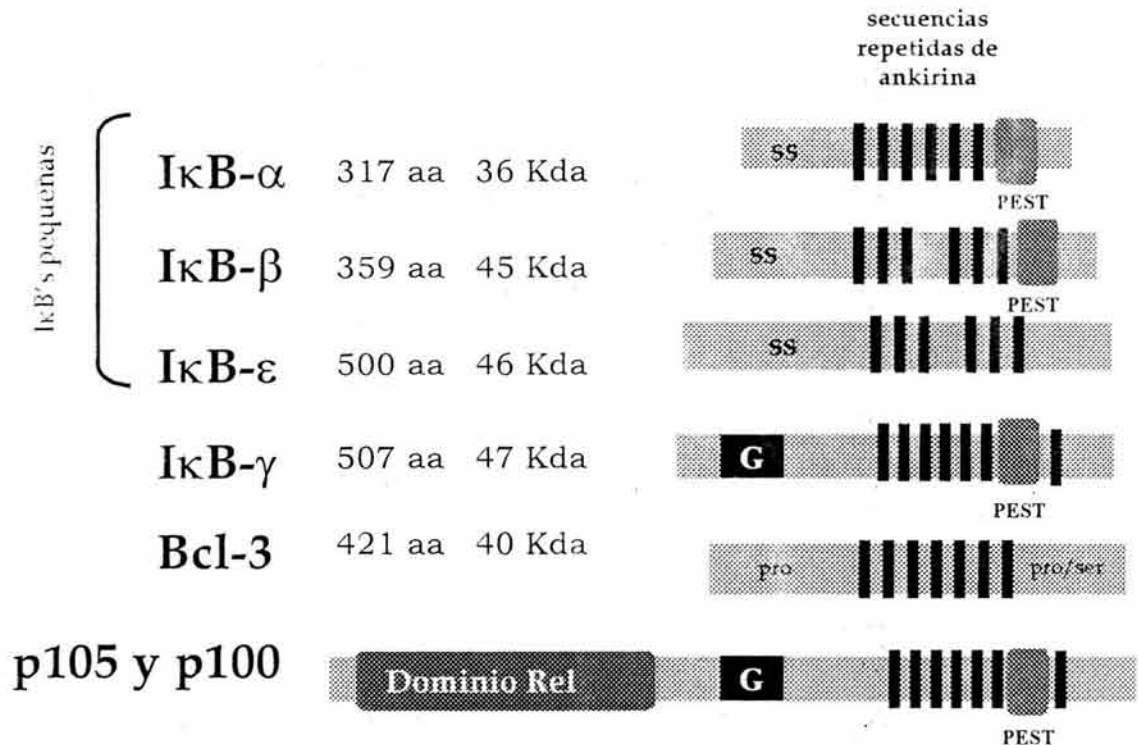 secuencias
repetidas de
ankirina
IκB's pequenas
IκB-α 317 aa 36 Kda
ss
PEST
IκB-β 359 aa 45 Kda
ss
PEST
IκB-ε 500 aa 46 Kda
ss
IκB-γ 507 aa 47 Kda
G
PEST
Bcl-3 421 aa 40 Kda
pro pro/ser
p105 y p100
Dominio Rel G
PEST